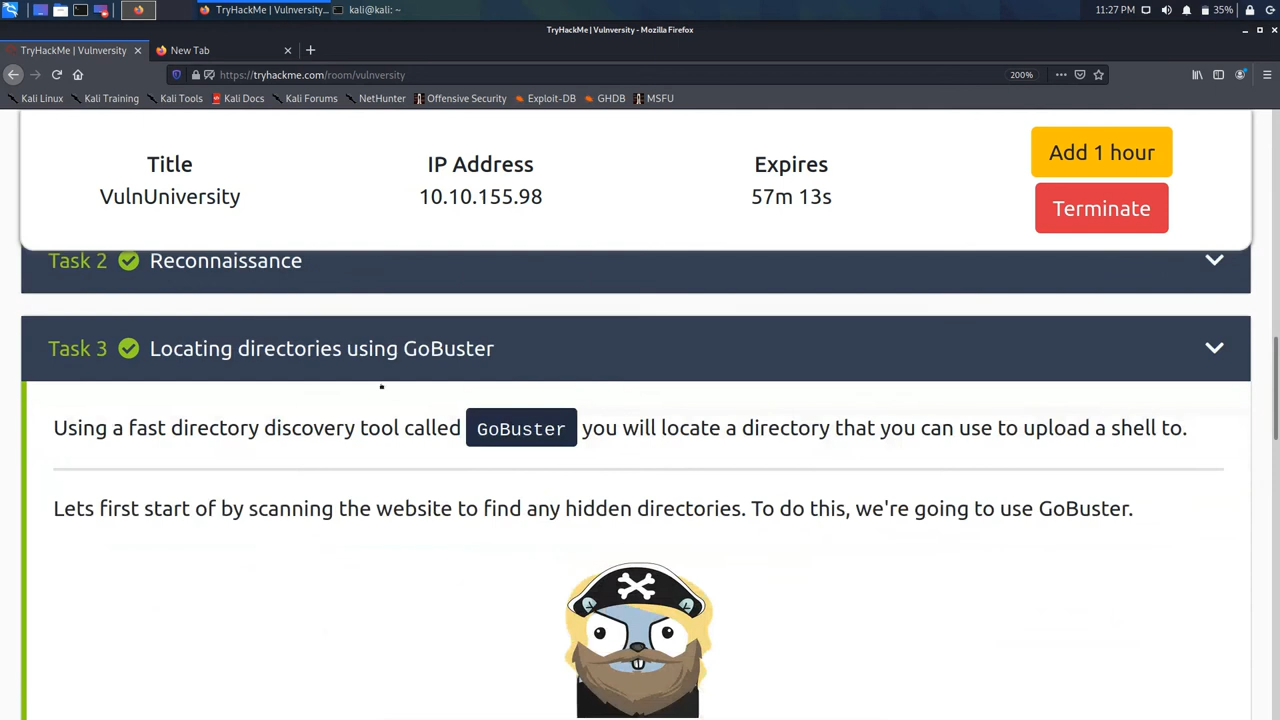 TryHackMe | Vulnversity...
kali@kali: ~
11:27 PM
35%
TryHackMe | Vulnversity - Mozilla Firefox
TryHackMe | Vulnversity
New Tab
https://tryhackme.com/room/vulnversity
200%
Kali Linux
Kali Training
Kali Tools
Kali Docs
Kali Forums
NetHunter
Offensive Security
Exploit-DB
GHDB
MSFU
Title
IP Address
Expires
Add 1 hour
VulnUniversity
10.10.155.98
57m 13s
Terminate
Task 2 Reconnaissance
Task 3 Locating directories using GoBuster
Using a fast directory discovery tool called GoBuster you will locate a directory that you can use to upload a shell to.
Lets first start of by scanning the website to find any hidden directories. To do this, we're going to use GoBuster.